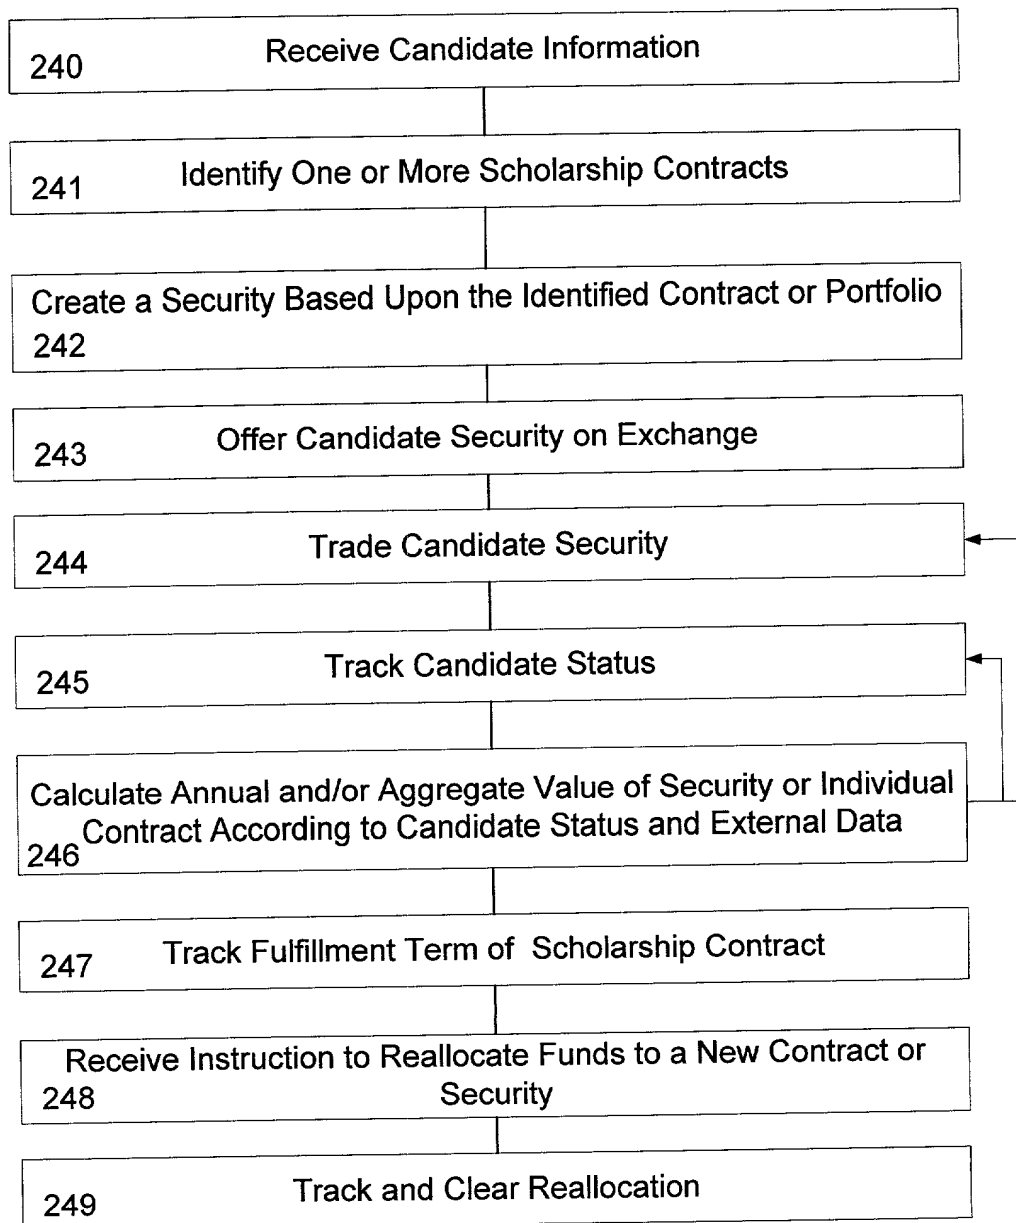 Receive Candidate Information
240
Identify One or More Scholarship Contracts
241
Create a Security Based Upon the Identified Contract or Portfolio
242
Offer Candidate Security on Exchange
243
Trade Candidate Security
244
Track Candidate Status
245
Calculate Annual and/or Aggregate Value of Security or Individual
Contract According to Candidate Status and External Data
246
Track Fulfillment Term of Scholarship Contract
247
Receive Instruction to Reallocate Funds to a New Contract or
Security
248
Track and Clear Reallocation
249